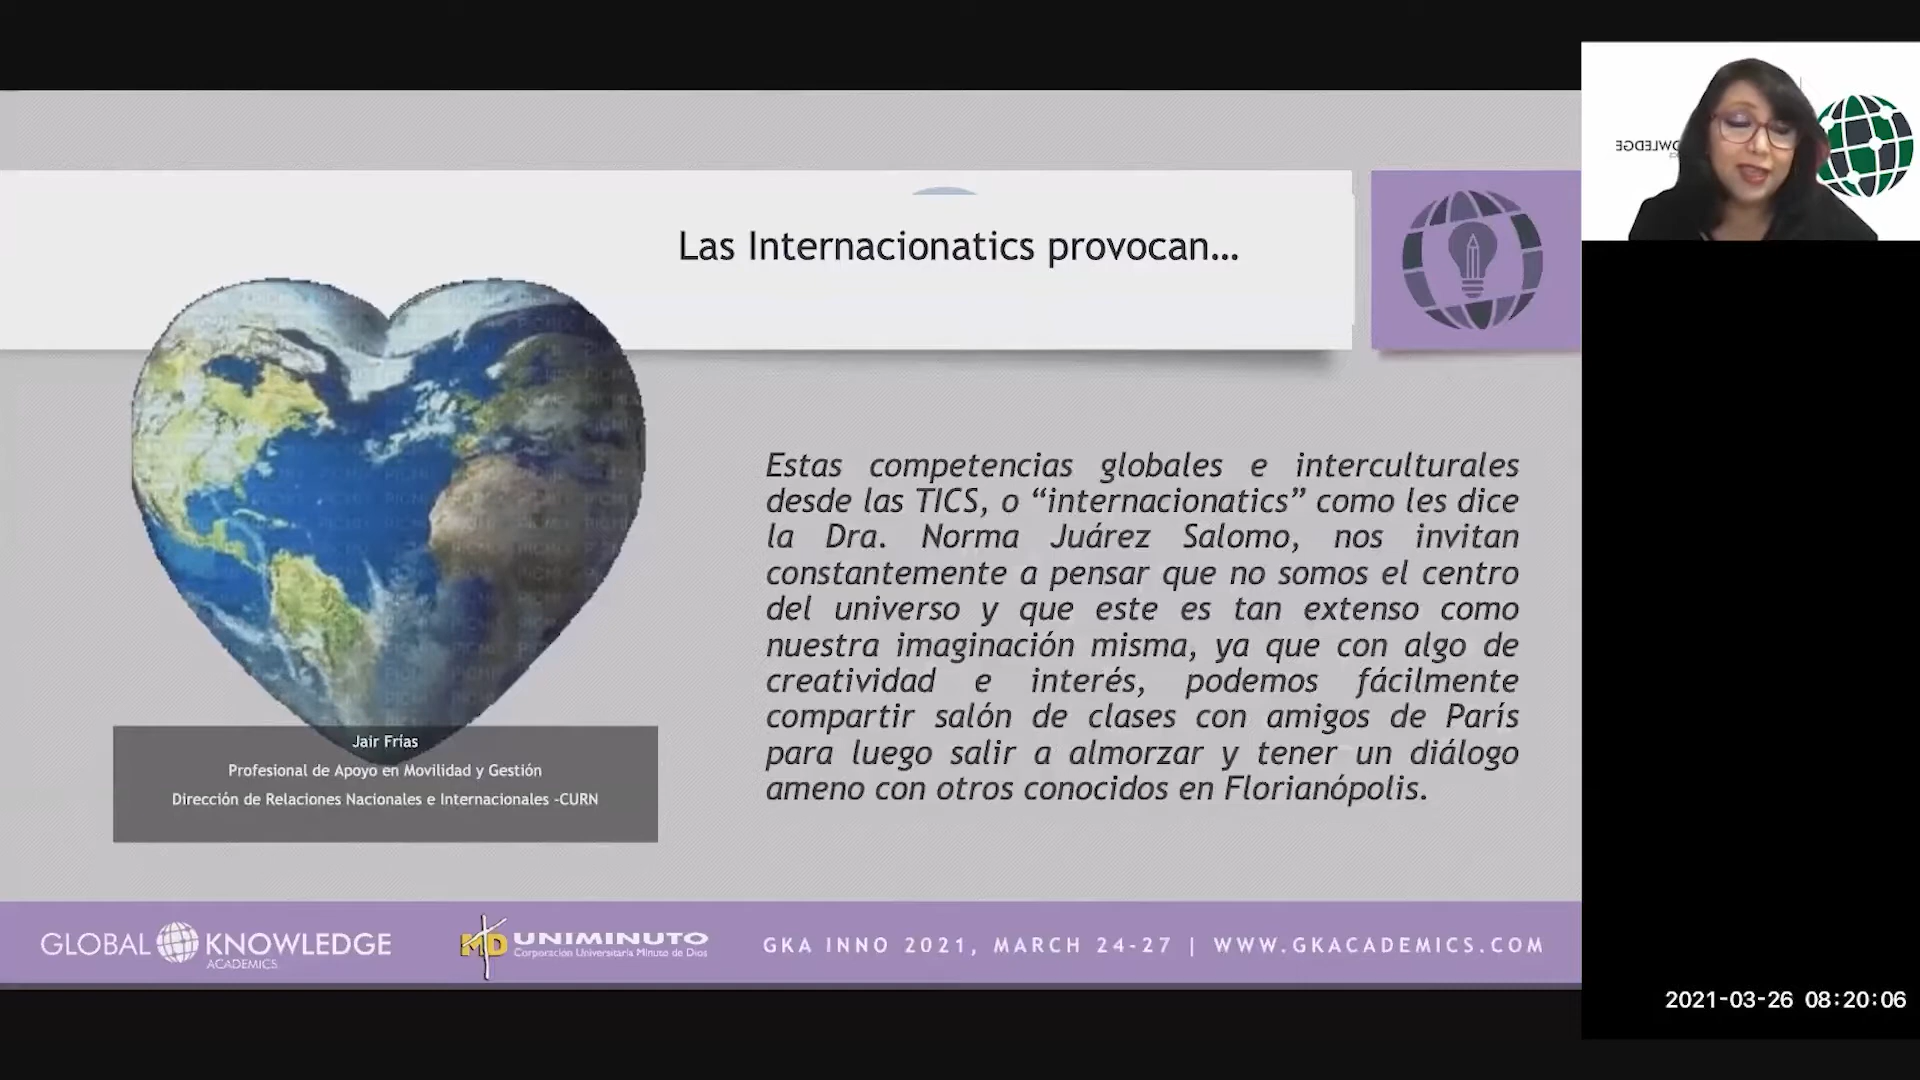 Las Internacionatics provocan...
Estas competencias globales e interculturales
desde las TICS, o “internacionatics” como les dice
la Dra. Norma Juárez Salomo, nos invitan
constantemente a pensar que no somos el centro
del universo y que este es tan extenso como
nuestra imaginación misma, ya que con algo de
creatividad e interés, podemos fácilmente
compartir salón de clases con amigos de París
para luego salir a almorzar y tener un diálogo
ameno con otros conocidos en Florianópolis.
Jair Frías
Profesional de Apoyo en Movilidad y Gestión
Dirección de Relaciones Nacionales e Internacionales -CURN
GLOBAL KNOWLEDGE
ACADEMICS
MD UNIMINUTO
Corporación Universitaria Minuto de Dios
GKA INNO 2021, MARCH 24-27 | WWW.GKACADEMICS.COM
2021-03-26 08:20:06